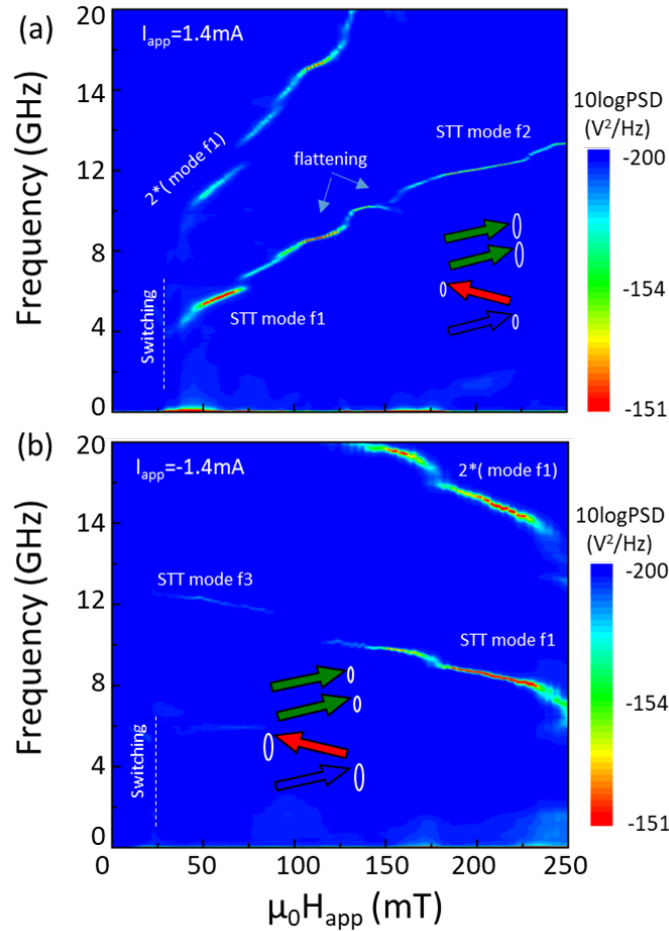 (a)
I_app=1.4mA
20
16
12
8
4
0
Frequency (GHz)
2*( mode f1)
flattening
STT mode f2
STT mode f1
Switching
10logPSD
(V²/Hz)
-200
-154
-151
(b)
I_app=-1.4mA
20
16
12
8
4
0
Frequency (GHz)
2*( mode f1)
STT mode f3
STT mode f1
Switching
10logPSD
(V²/Hz)
-200
-154
-151
0 50 100 150 200 250
μ₀H_app (mT)